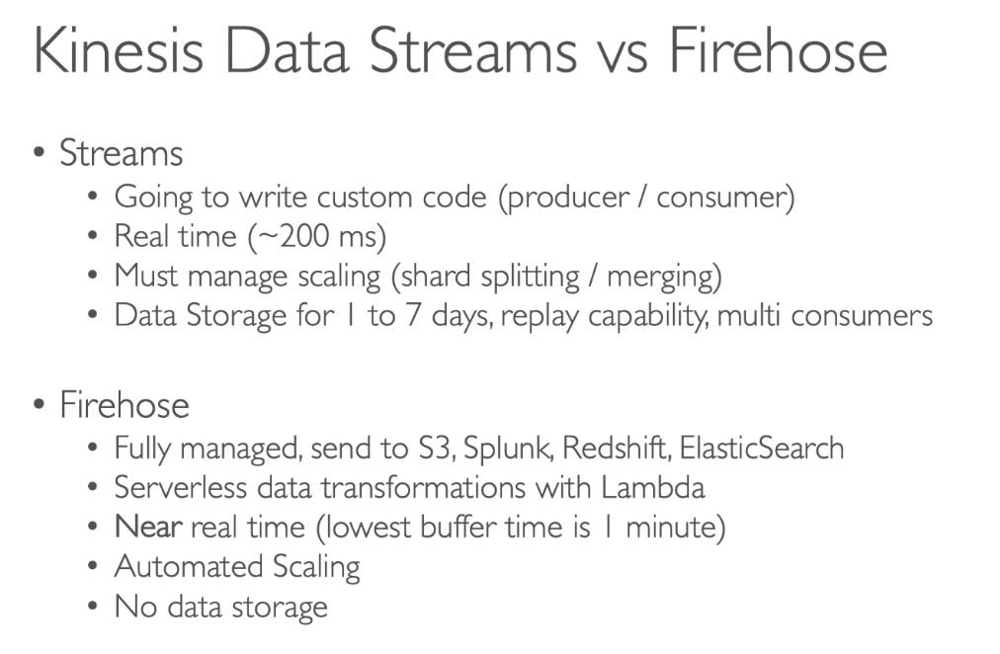 Kinesis Data Streams vs Firehose
• Streams
• Going to write custom code (producer / consumer)
• Real time (~200 ms)
• Must manage scaling (shard splitting / merging)
• Data Storage for 1 to 7 days, replay capability, multi consumers
• Firehose
• Fully managed, send to S3, Splunk, Redshift, ElasticSearch
• Serverless data transformations with Lambda
• Near real time (lowest buffer time is 1 minute)
• Automated Scaling
• No data storage